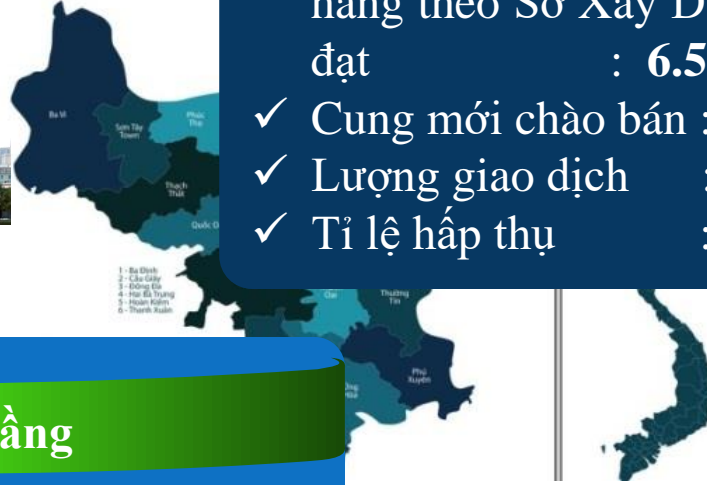 đạt : 6.5
✓ Cung mới chào bán :
✓ Lượng giao dịch :
✓ Tỉ lệ hấp thụ :
Ba Vì
Sơn Tây
Town
Phúc
Thọ
Thạch
Thất
Quốc O
1 - Ba Đình
2 - Cầu Giấy
3 - Đống Đa
4 - Hai Bà Trưng
5 - Hoàn Kiếm
6 - Thanh Xuân
Oai
Thường
Tín
Phú
Xuyên
Hòa
ầng